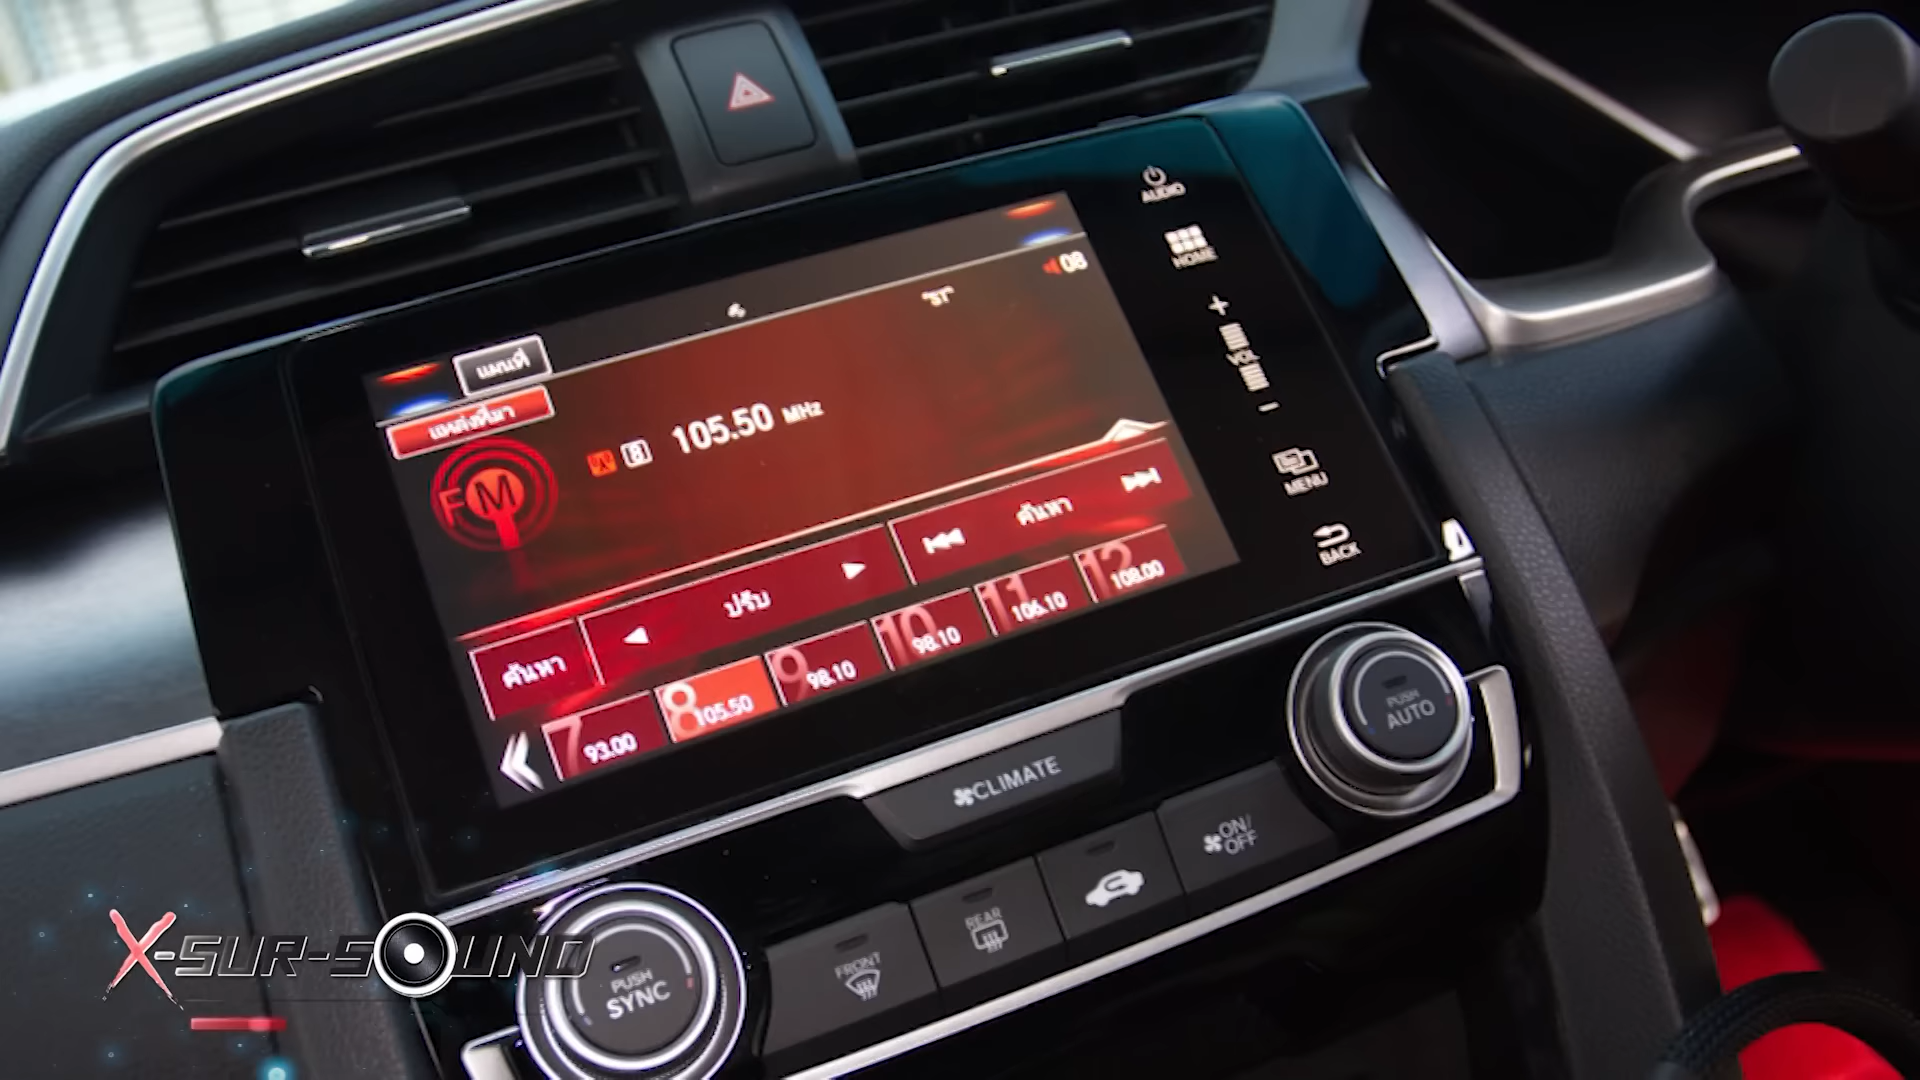 AUDIO
HOME
08
"ST"
แผนที่
แหล่งที่มา
+
VOL
-
FM
8 105.50 MHz
MENU
ค้นหา
BACK
ปรับ
ค้นหา
7 93.00
8 105.50
9 98.10
10 98.10
11 106.10
12 108.00
PUSH
AUTO
CLIMATE
ON/
OFF
REAR
FRONT
PUSH
SYNC
X-SUR-SOUND